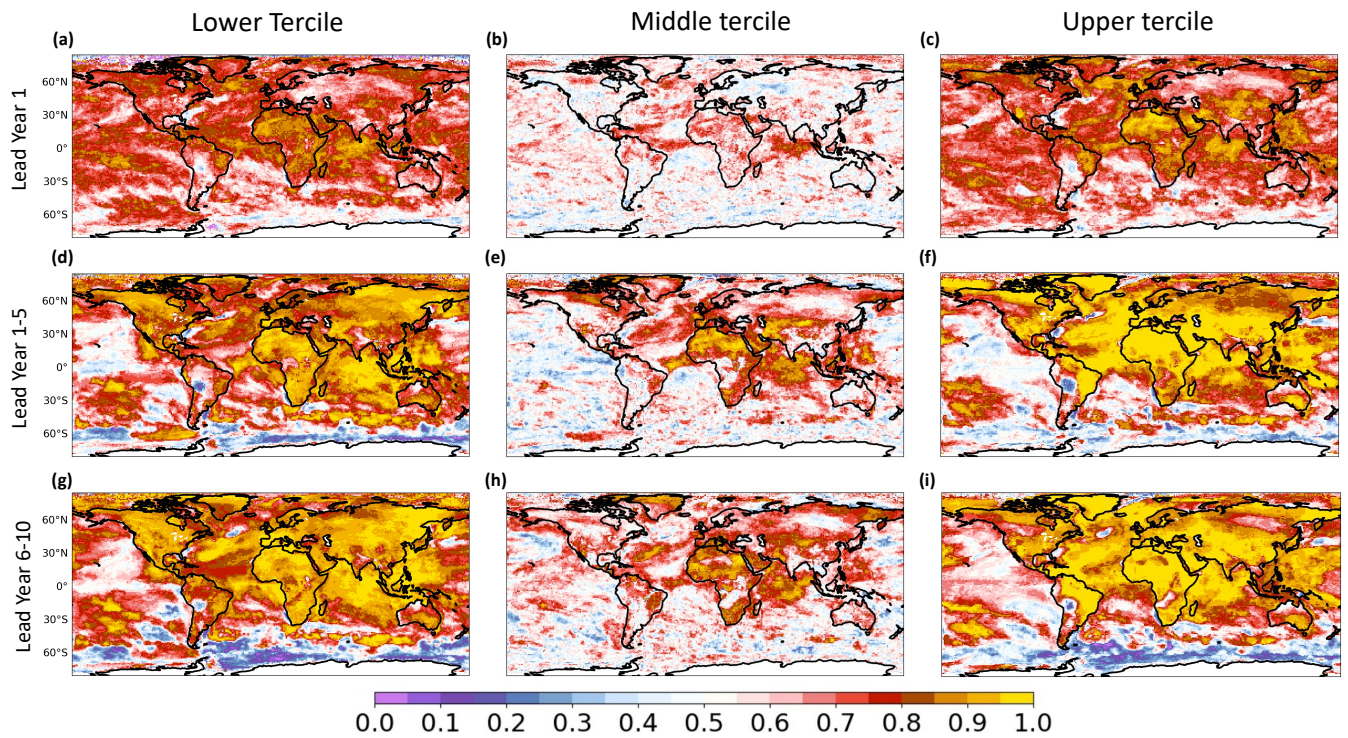 Lower Tercile Middle tercile Upper tercile
(a) (b) (c)
Lead Year 1
60°N
30°N
0°
30°S
60°S
(d) (e) (f)
Lead Year 1-5
60°N
30°N
0°
30°S
60°S
(g) (h) (i)
Lead Year 6-10
60°N
30°N
0°
30°S
60°S
0.0 0.1 0.2 0.3 0.4 0.5 0.6 0.7 0.8 0.9 1.0